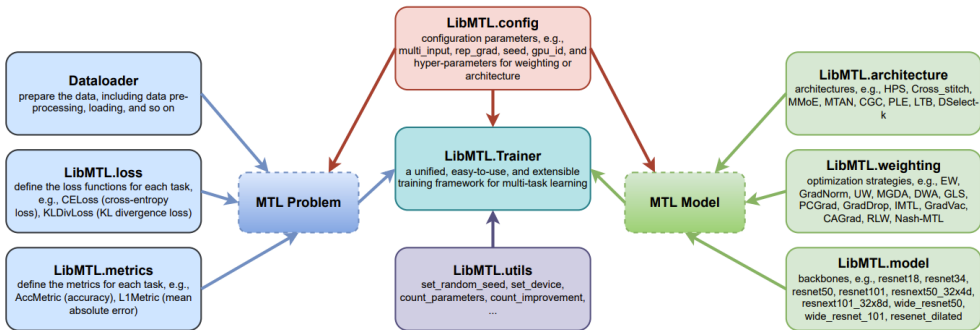 LibMTL.config
configuration parameters, e.g.,
multi_input, rep_grad, seed, gpu_id, and
hyper-parameters for weighting or
architecture
Dataloader
prepare the data, including data pre-
processing, loading, and so on
LibMTL.loss
define the loss functions for each task,
e.g., CELoss (cross-entropy
loss), KLDivLoss (KL divergence loss)
LibMTL.metrics
define the metrics for each task, e.g.,
AccMetric (accuracy), L1Metric (mean
absolute error)
MTL Problem
LibMTL.Trainer
a unified, easy-to-use, and extensible
training framework for multi-task learning
LibMTL.utils
set_random_seed, set_device,
count_parameters, count_improvement,
...
MTL Model
LibMTL.architecture
architectures, e.g., HPS, Cross_stitch,
MMoE, MTAN, CGC, PLE, LTB, DSelect-
k
LibMTL.weighting
optimization strategies, e.g., EW,
GradNorm, UW, MGDA, DWA, GLS,
PCGrad, GradDrop, IMTL, GradVac,
CAGrad, RLW, Nash-MTL
LibMTL.model
backbones, e.g., resnet18, resnet34,
resnet50, resnet101, resnext50_32x4d,
resnext101_32x8d, wide_resnet50,
wide_resnet_101, resenet_dilated